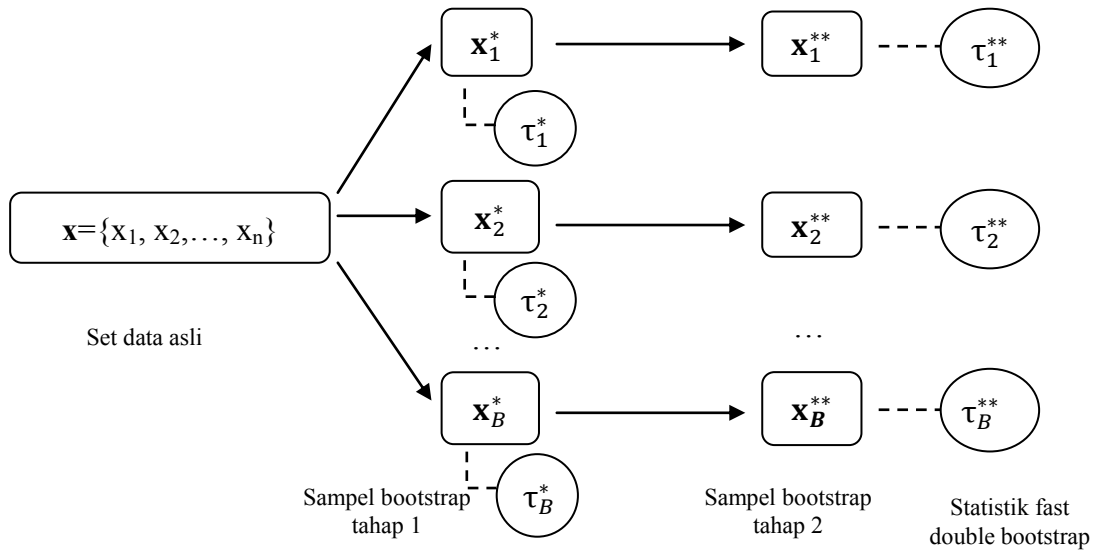 x₁* x₁** τ₁**
τ₁*
x={x₁, x₂,…, xₙ} x₂* x₂** τ₂**
τ₂*
Set data asli
… …
x_B* x_B** τ_B**
τ_B*
Sampel bootstrap
tahap 1
Sampel bootstrap
tahap 2
Statistik fast
double bootstrap